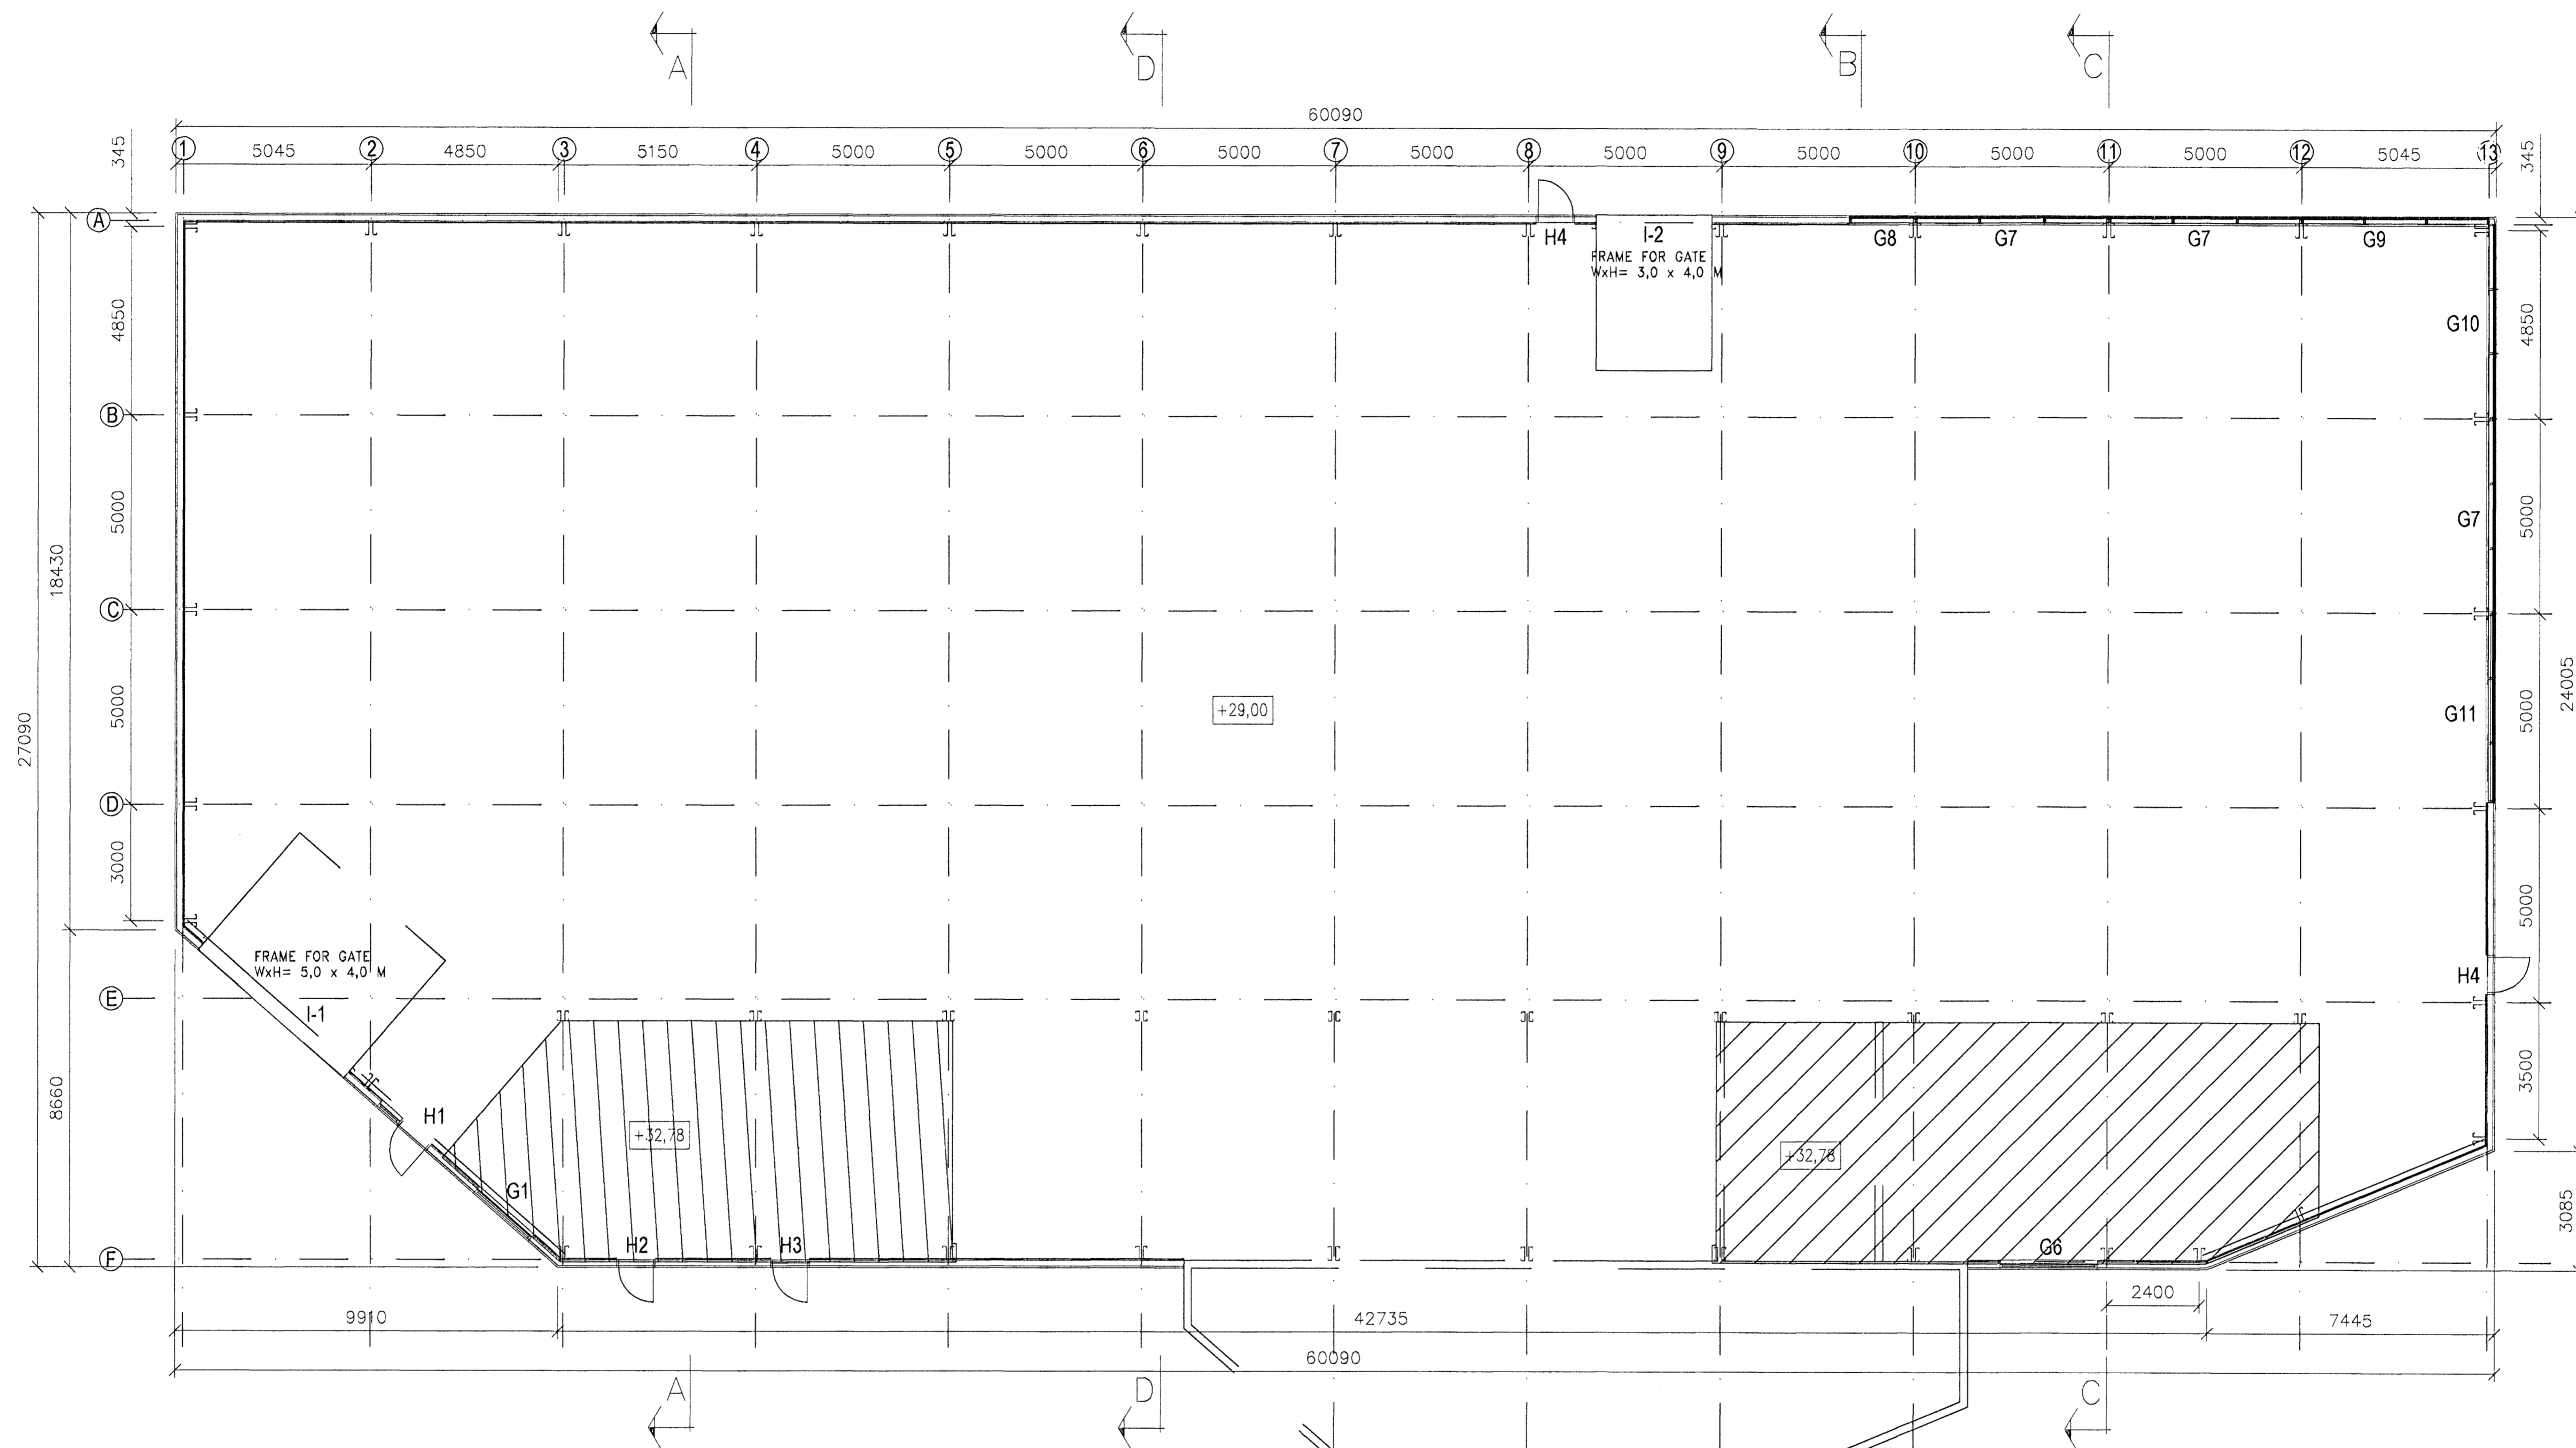 A D B C
60090
1 2 3 4 5 6 7 8 9 10 11 12 13
5045 4850 5150 5000 5000 5000 5000 5000 5000 5000 5000 5045
345
345
A
H4 I-2 G8 G7 G7 G9
FRAME FOR GATE
WxH= 3,0 x 4,0 M
4850
G10
4850
B
5000
G7
5000
18430
C
27090
5000
+29,00
G11
5000
24005
D
3000
5000
FRAME FOR GATE
WxH= 5,0 x 4,0 M
H4
E
I-1
3500
8660
H1
+32,78
+32,78
G1
3085
F
H2 H3 G6
2400
9910 42735 7445
60090
A D C